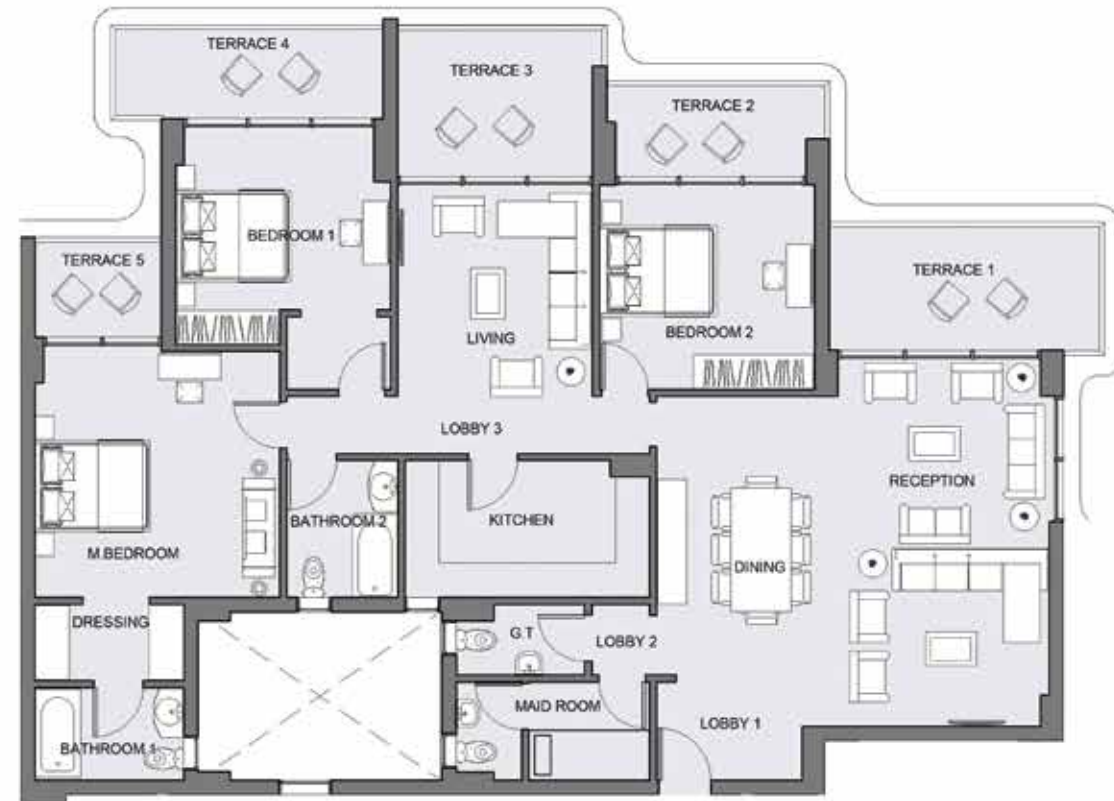 TERRACE 4
TERRACE 3
TERRACE 2
BEDROOM 1
TERRACE 5
TERRACE 1
LIVING
BEDROOM 2
LOBBY 3
RECEPTION
BATHROOM 2
KITCHEN
M.BEDROOM
DINING
DRESSING
G.T
LOBBY 2
MAID ROOM
LOBBY 1
BATHROOM 1